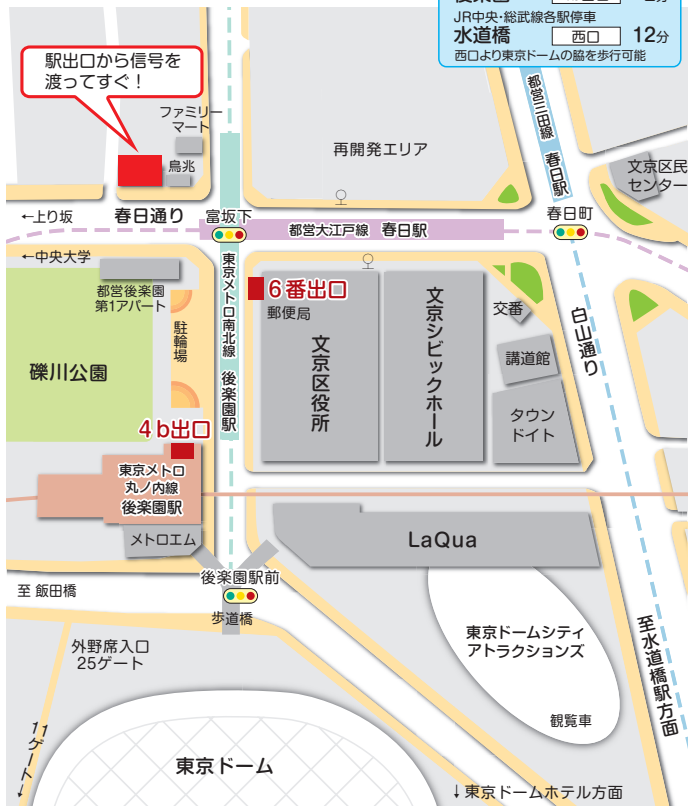 JR中央・総武線各駅停車
水道橋 西口 12分
西口より東京ドームの脇を歩行可能
駅出口から信号を
渡ってすぐ!
ファミリー
マート
鳥兆
再開発エリア
都営三田線 春日駅
文京区民
センター
←上り坂
春日通り
富坂下
都営大江戸線 春日駅
春日町
←中央大学
都営後楽園
第1アパート
駐輪場
礫川公園
東京メトロ南北線 後楽園駅
6番出口
郵便局
文京区役所
文京シビックホール
交番
講道館
タウン
ドイト
白山通り
4b出口
東京メトロ
丸ノ内線
後楽園駅
メトロエム
LaQua
至 飯田橋
後楽園駅前
歩道橋
外野席入口
25ゲート
11ゲート→
東京ドーム
東京ドームシティ
アトラクションズ
観覧車
至水道橋駅方面
↓東京ドームホテル方面